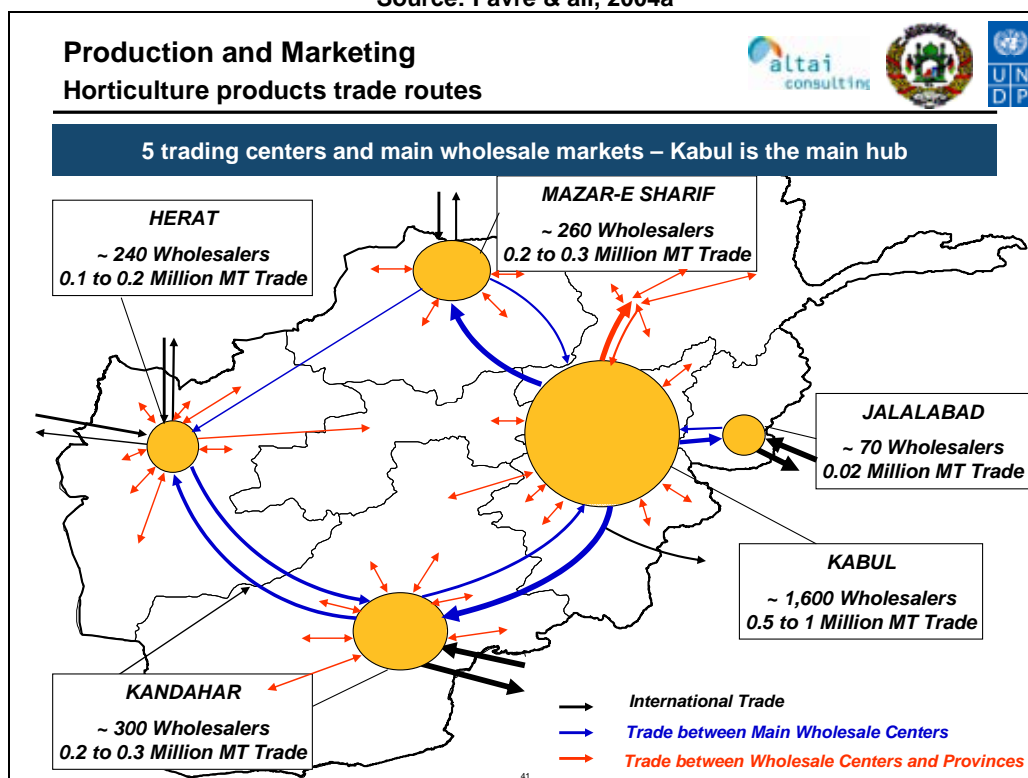 Source: Favre & all, 2004a
Production and Marketing
Horticulture products trade routes
altai
consulting
U N
D P
5 trading centers and main wholesale markets – Kabul is the main hub
HERAT
~ 240 Wholesalers
0.1 to 0.2 Million MT Trade
MAZAR-E SHARIF
~ 260 Wholesalers
0.2 to 0.3 Million MT Trade
JALALABAD
~ 70 Wholesalers
0.02 Million MT Trade
KABUL
~ 1,600 Wholesalers
0.5 to 1 Million MT Trade
KANDAHAR
~ 300 Wholesalers
0.2 to 0.3 Million MT Trade
International Trade
Trade between Main Wholesale Centers
Trade between Wholesale Centers and Provinces
41